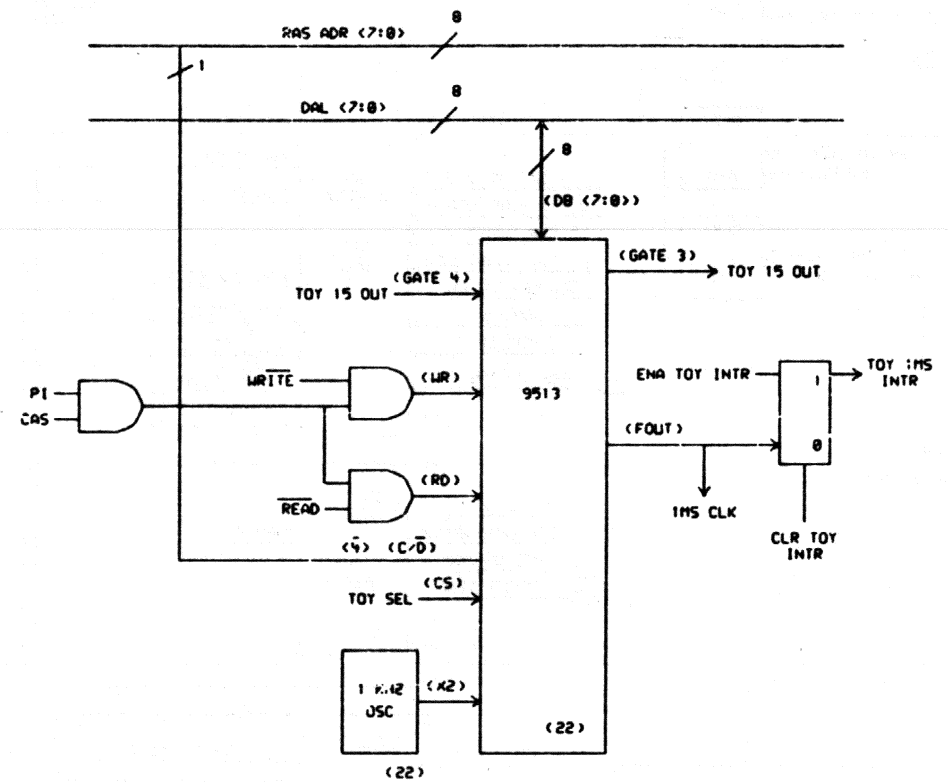 8
RAS ADR <7:0>
1
8
DAL <7:0>
8
(DB <7:0>)
(GATE 4)
TOY 15 OUT
(GATE 3)
TOY 15 OUT
PI
CAS
WRITE
(WR)
9513
ENA TOY INTR
1
TOY 1MS
INTR
(FOUT)
0
READ
(RD)
1MS CLK
CLR TOY
INTR
(4) (C/D)
(CS)
TOY SEL
1
OSC
(X2)
(22)
(22)